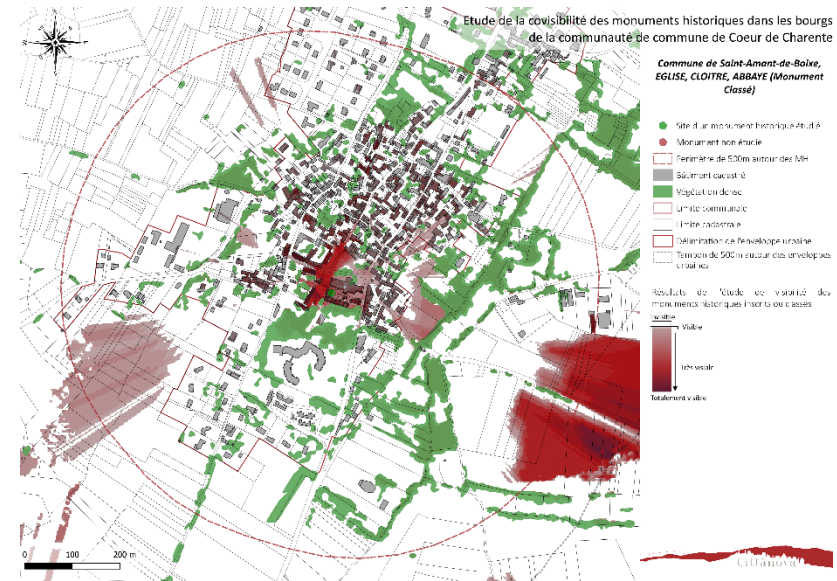 Etude de la covisibilité des monuments historiques dans les bourgs
de la communauté de commune de Coeur de Charente
Commune de Saint-Amant-de-Boixe,
EGLISE, CLOITRE, ABBAYE (Monument
Classé)
Site d'un monument historique étudié
Monument non étudié
Périmètre de 500m autour des MH
Bâtiment cadastré
Végétation dense
Limite communale
Limite cadastrale
Délimitation de l'enveloppe urbaine
Tampon de 500m autour des enveloppes
urbaines
Résultats de l'étude de visibilité des
monuments historiques inscrits ou classés
Invisible
Visible
Très visible
Totalement visible
0 100 200 m
Cittànova